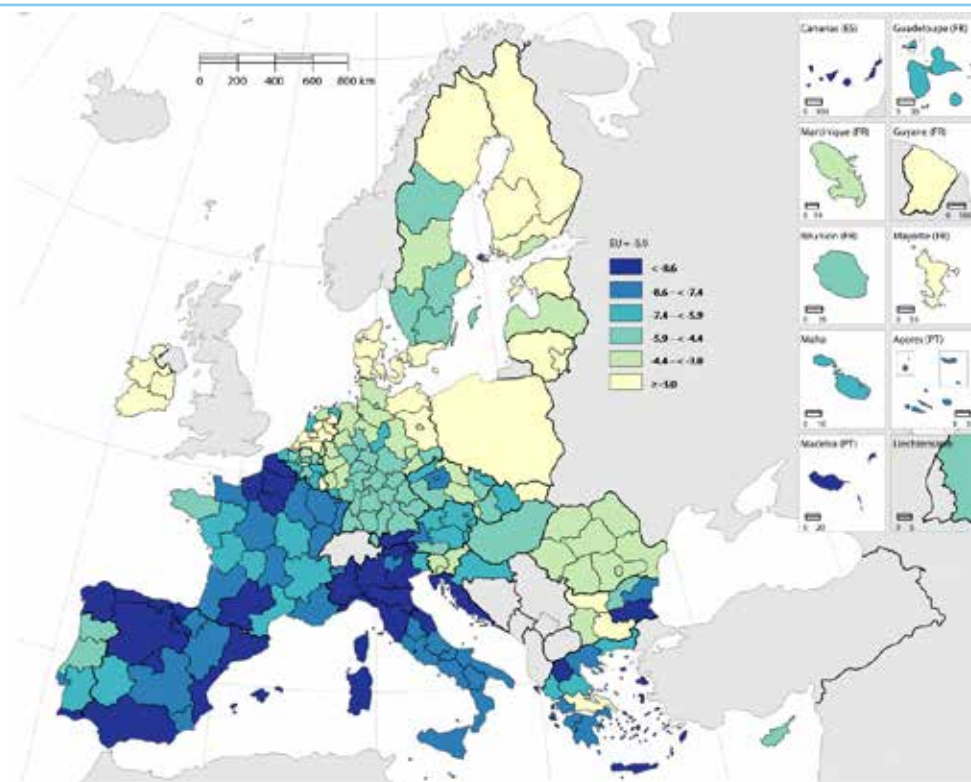 Canarias (ES)
Guadeloupe (FR)
0 200 400 600 800 km
Martinique (FR)
Guyane (FR)
EU = -5.9
< -8.6
-8.6 – < -7.4
-7.4 – < -5.9
-5.9 – < -4.4
-4.4 – < -3.0
≥ -3.0
Réunion (FR)
Mayotte (FR)
Malta
Açores (PT)
Madeira (PT)
Liechtenstein
0 20